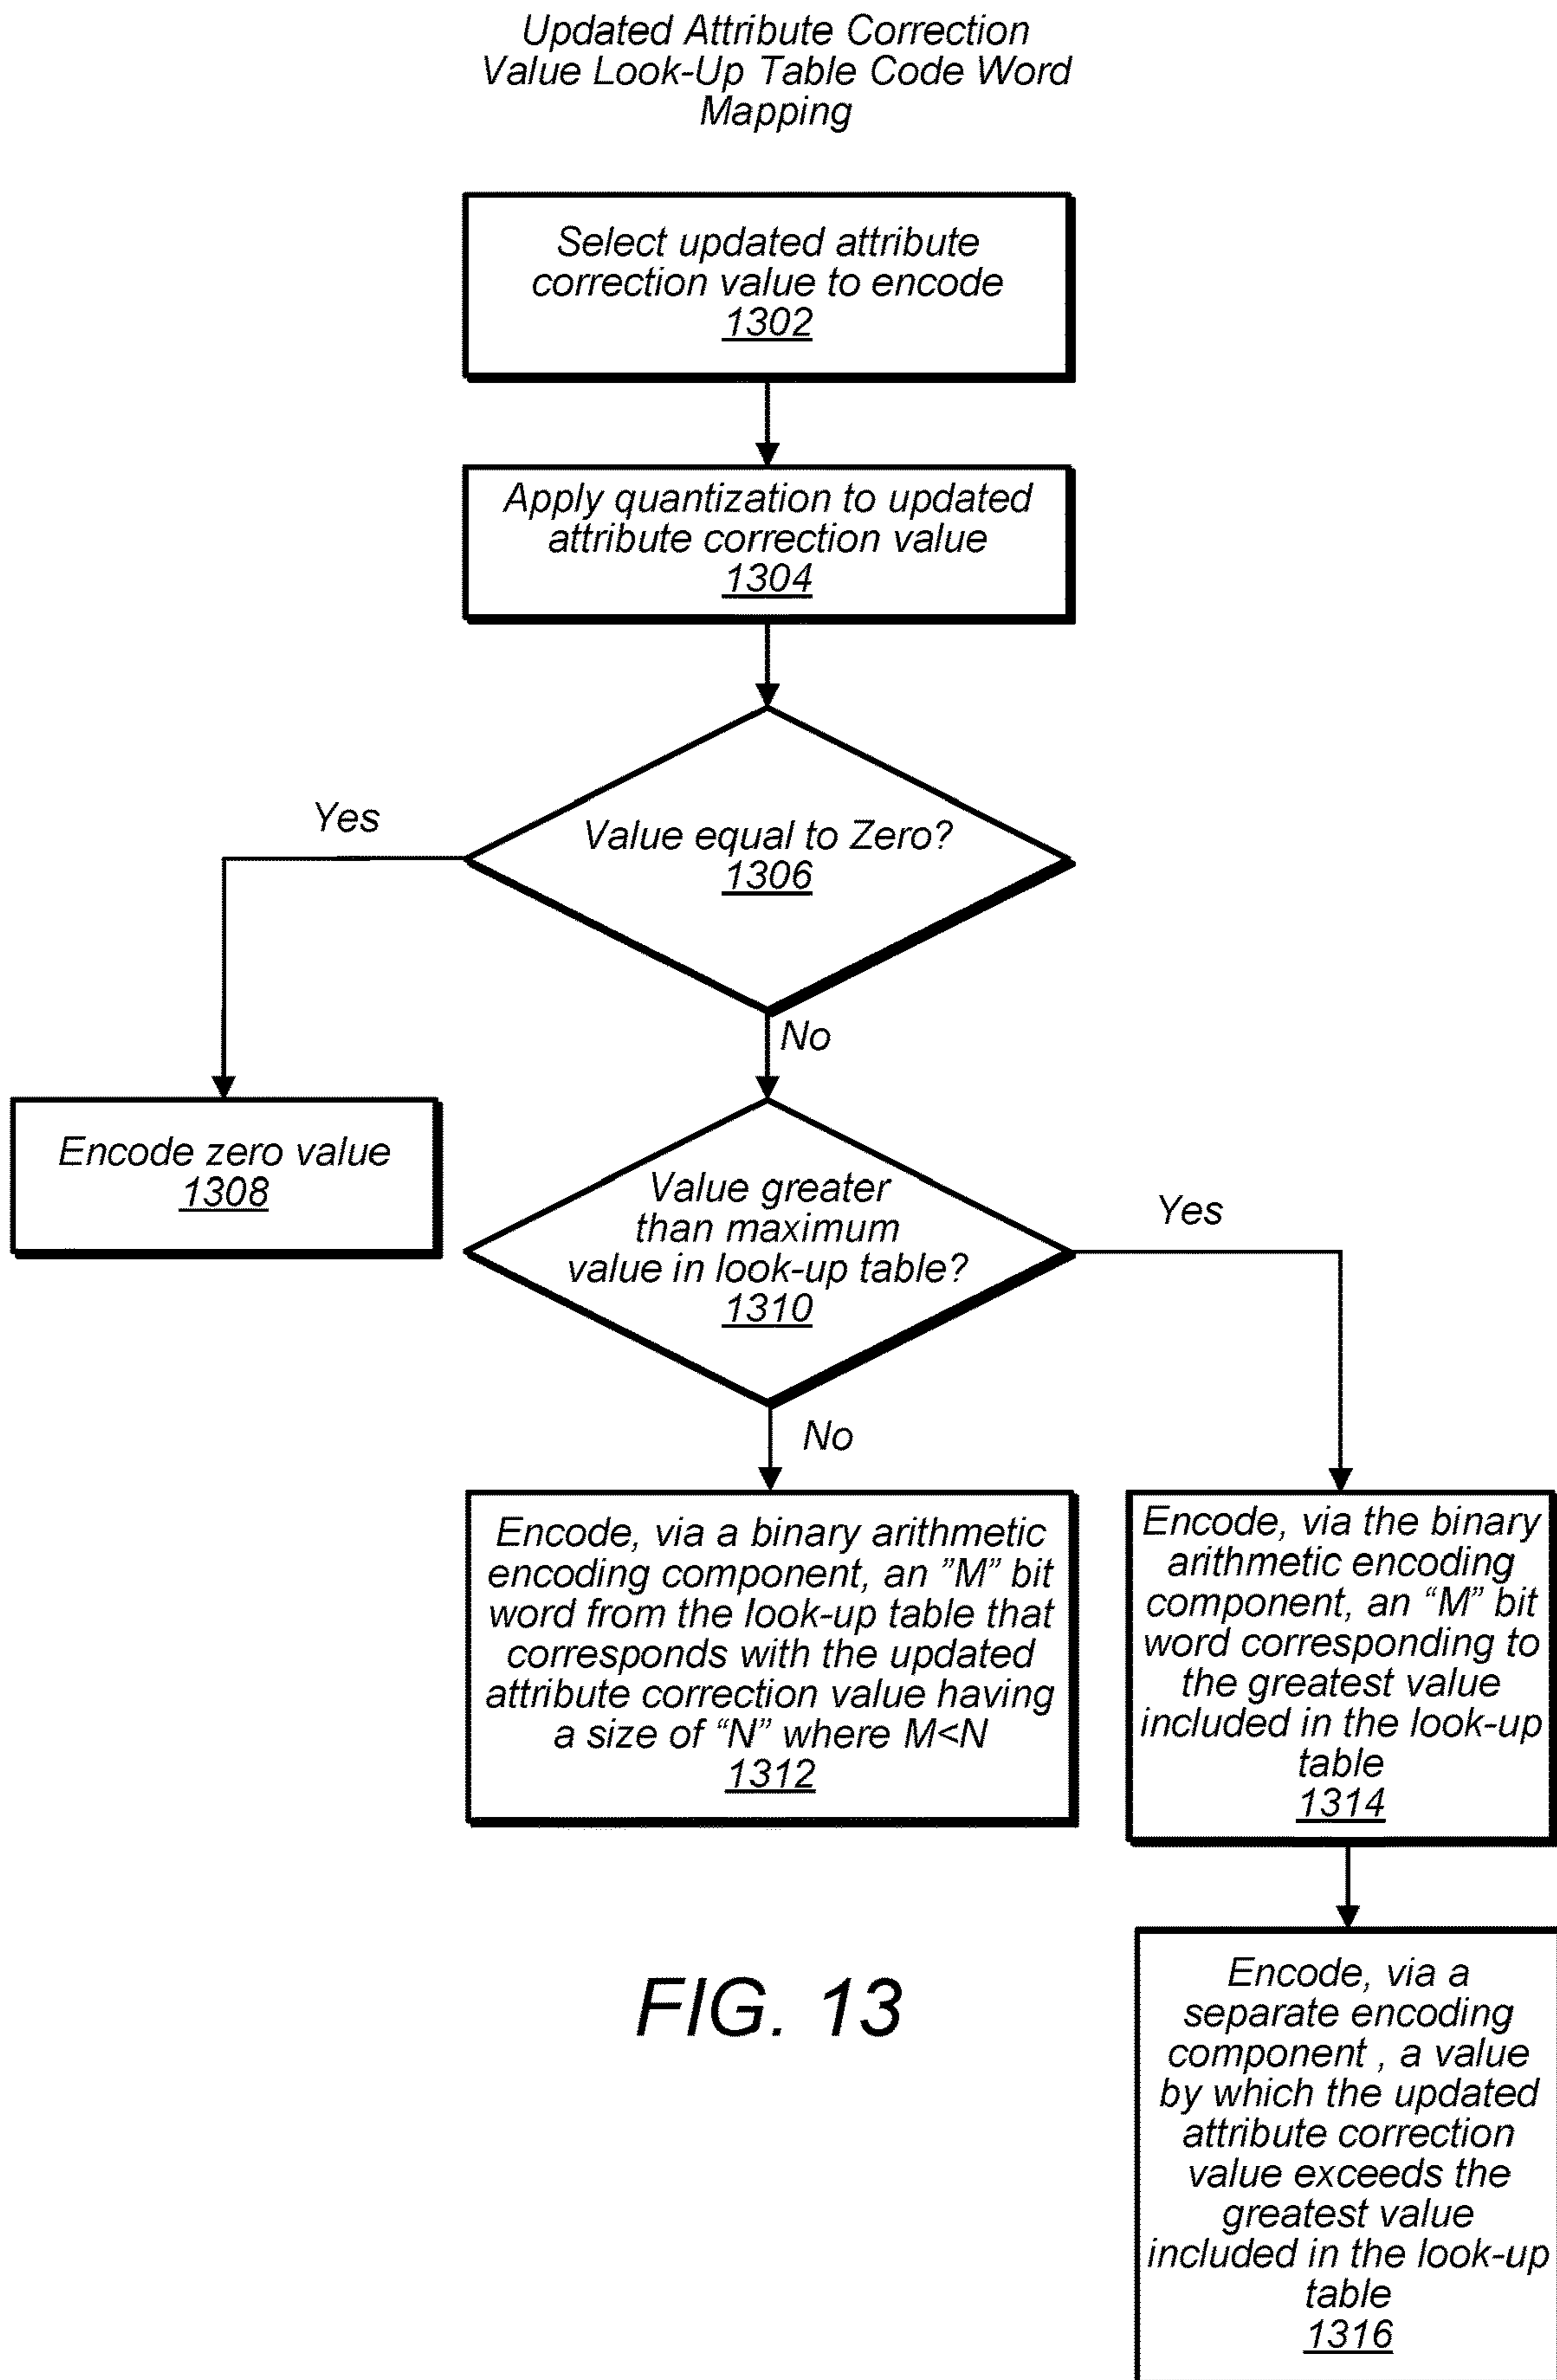 Updated Attribute Correction
Value Look-Up Table Code Word
Mapping
Select updated attribute
correction value to encode
1302
Apply quantization to updated
attribute correction value
1304
Value equal to Zero?
1306
Yes
No
Encode zero value
1308
Value greater
than maximum
value in look-up table?
1310
Yes
No
Encode, via a binary arithmetic
encoding component, an ”M” bit
word from the look-up table that
corresponds with the updated
attribute correction value having
a size of “N” where M<N
1312
Encode, via the binary
arithmetic encoding
component, an “M” bit
word corresponding to
the greatest value
included in the look-up
table
1314
Encode, via a
separate encoding
component , a value
by which the updated
attribute correction
value exceeds the
greatest value
included in the look-up
table
1316
FIG. 13